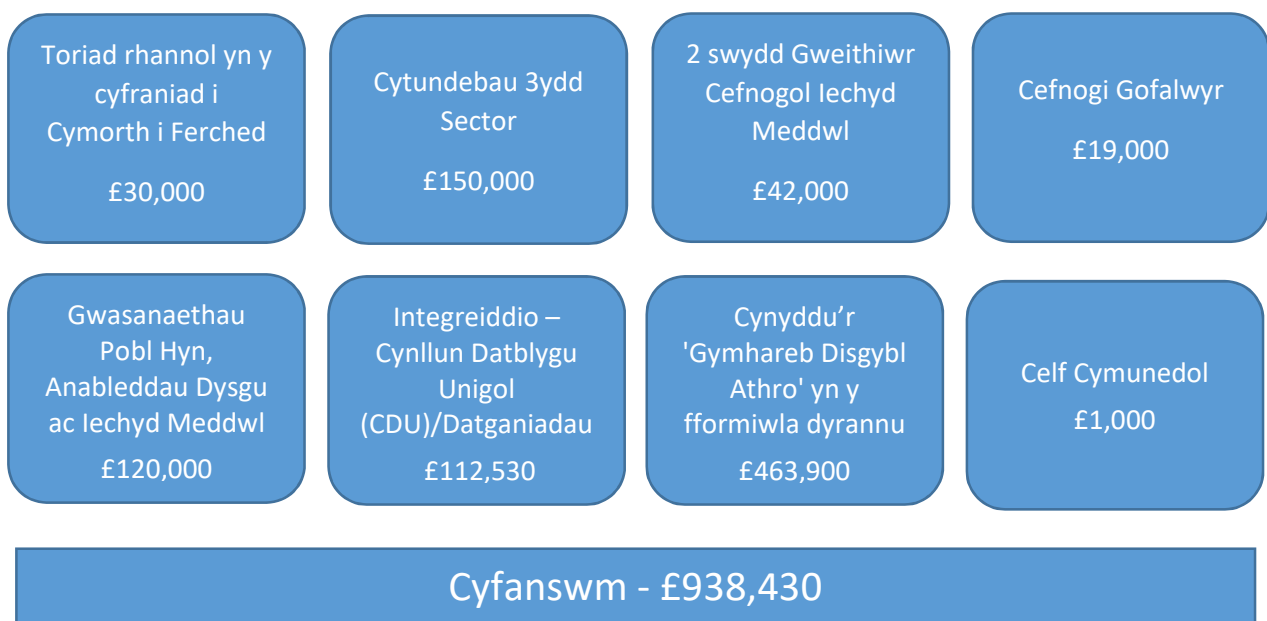 Toriad rhannol yn y
cyfraniad i
Cymorth i Ferched
£30,000
Cytundebau 3ydd
Sector
£150,000
2 swydd Gweithiwr
Cefnogol Iechyd
Meddwl
£42,000
Cefnogi Gofalwyr
£19,000
Gwasanaethau
Pobl Hyn,
Anableddau Dysgu
ac Iechyd Meddwl
£120,000
Integreiddio –
Cynllun Datblygu
Unigol
(CDU)/Datganiadau
£112,530
Cynyddu’r
'Gymhareb Disgybl
Athro' yn y
fformiwla dyrannu
£463,900
Celf Cymunedol
£1,000
Cyfanswm - £938,430